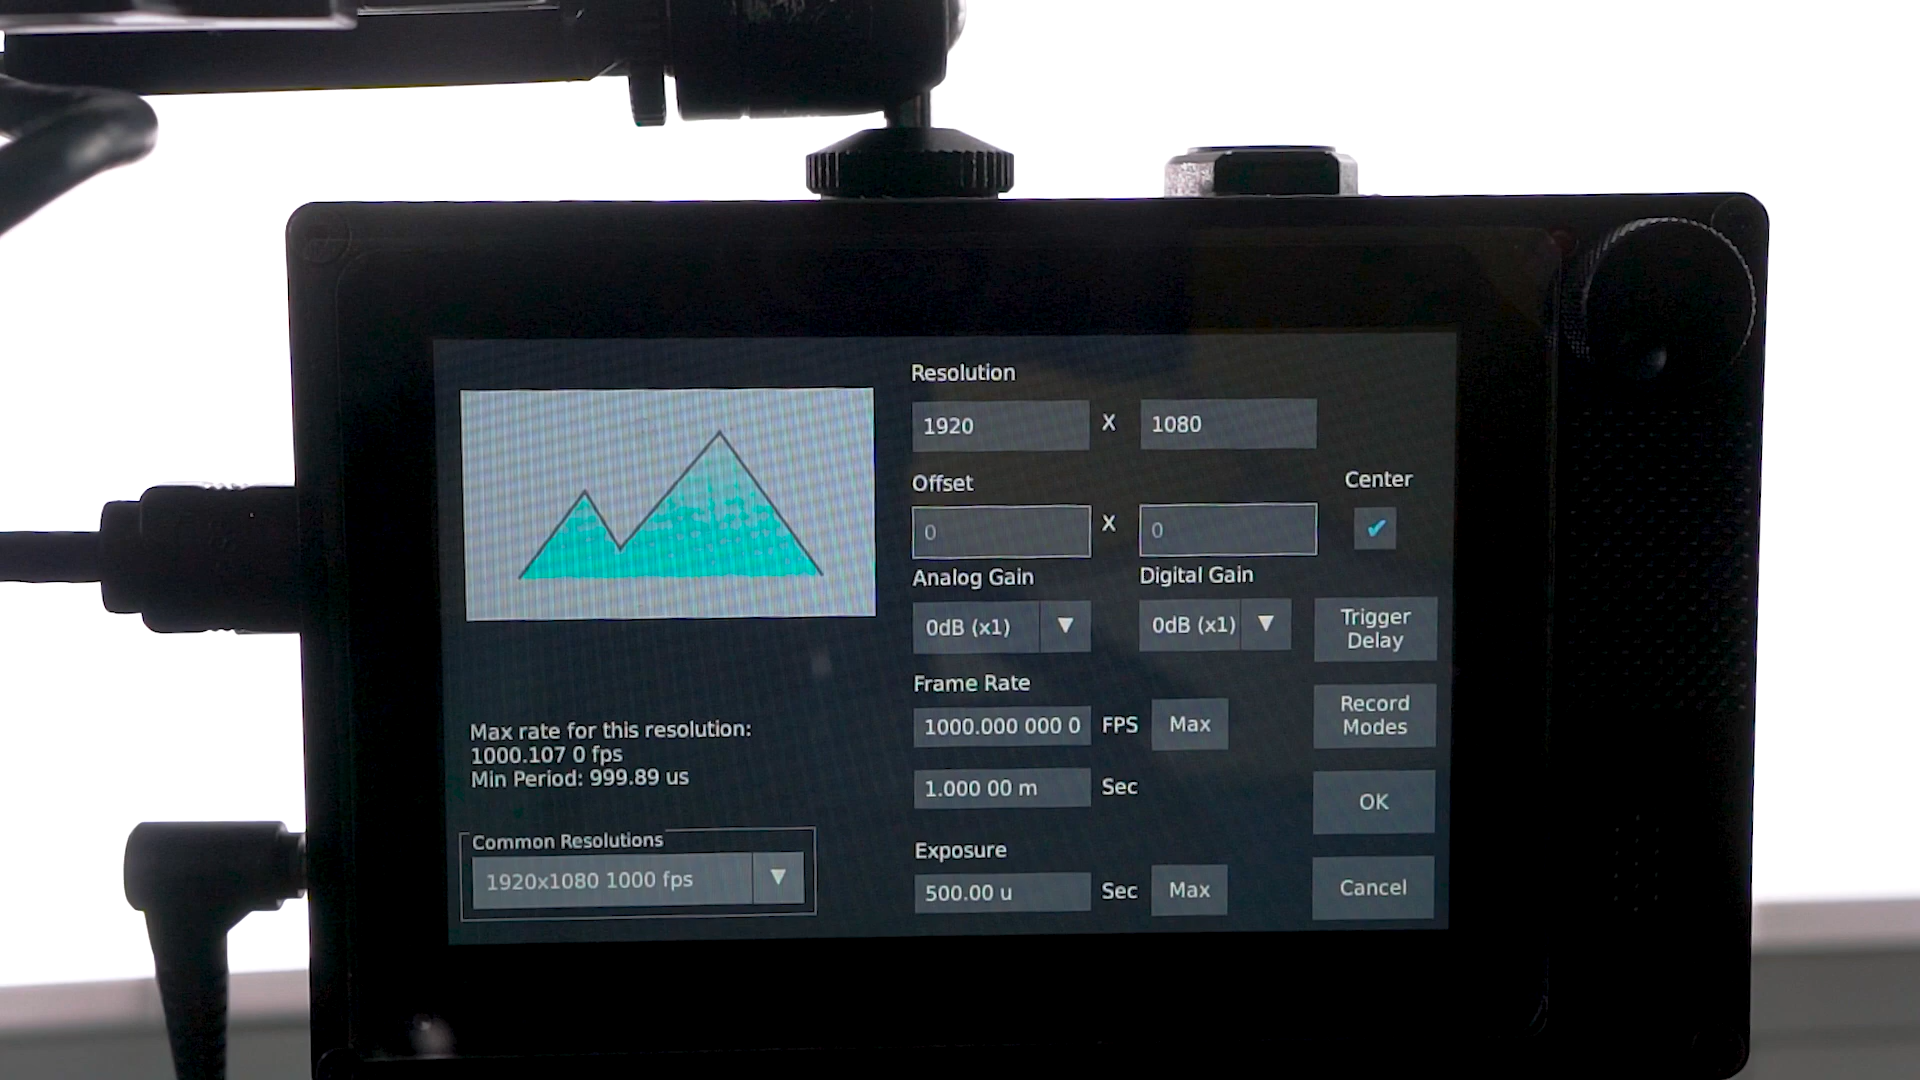 Resolution
1920 X 1080
Offset
Center
0 X 0 ✔
Analog Gain
Digital Gain
0dB (x1) ▼
0dB (x1) ▼
Trigger
Delay
Frame Rate
1000.000 000 0 FPS Max
Record
Modes
1.000 00 m Sec
OK
Exposure
500.00 u Sec Max
Cancel
Max rate for this resolution:
1000.107 0 fps
Min Period: 999.89 us
Common Resolutions
1920x1080 1000 fps ▼